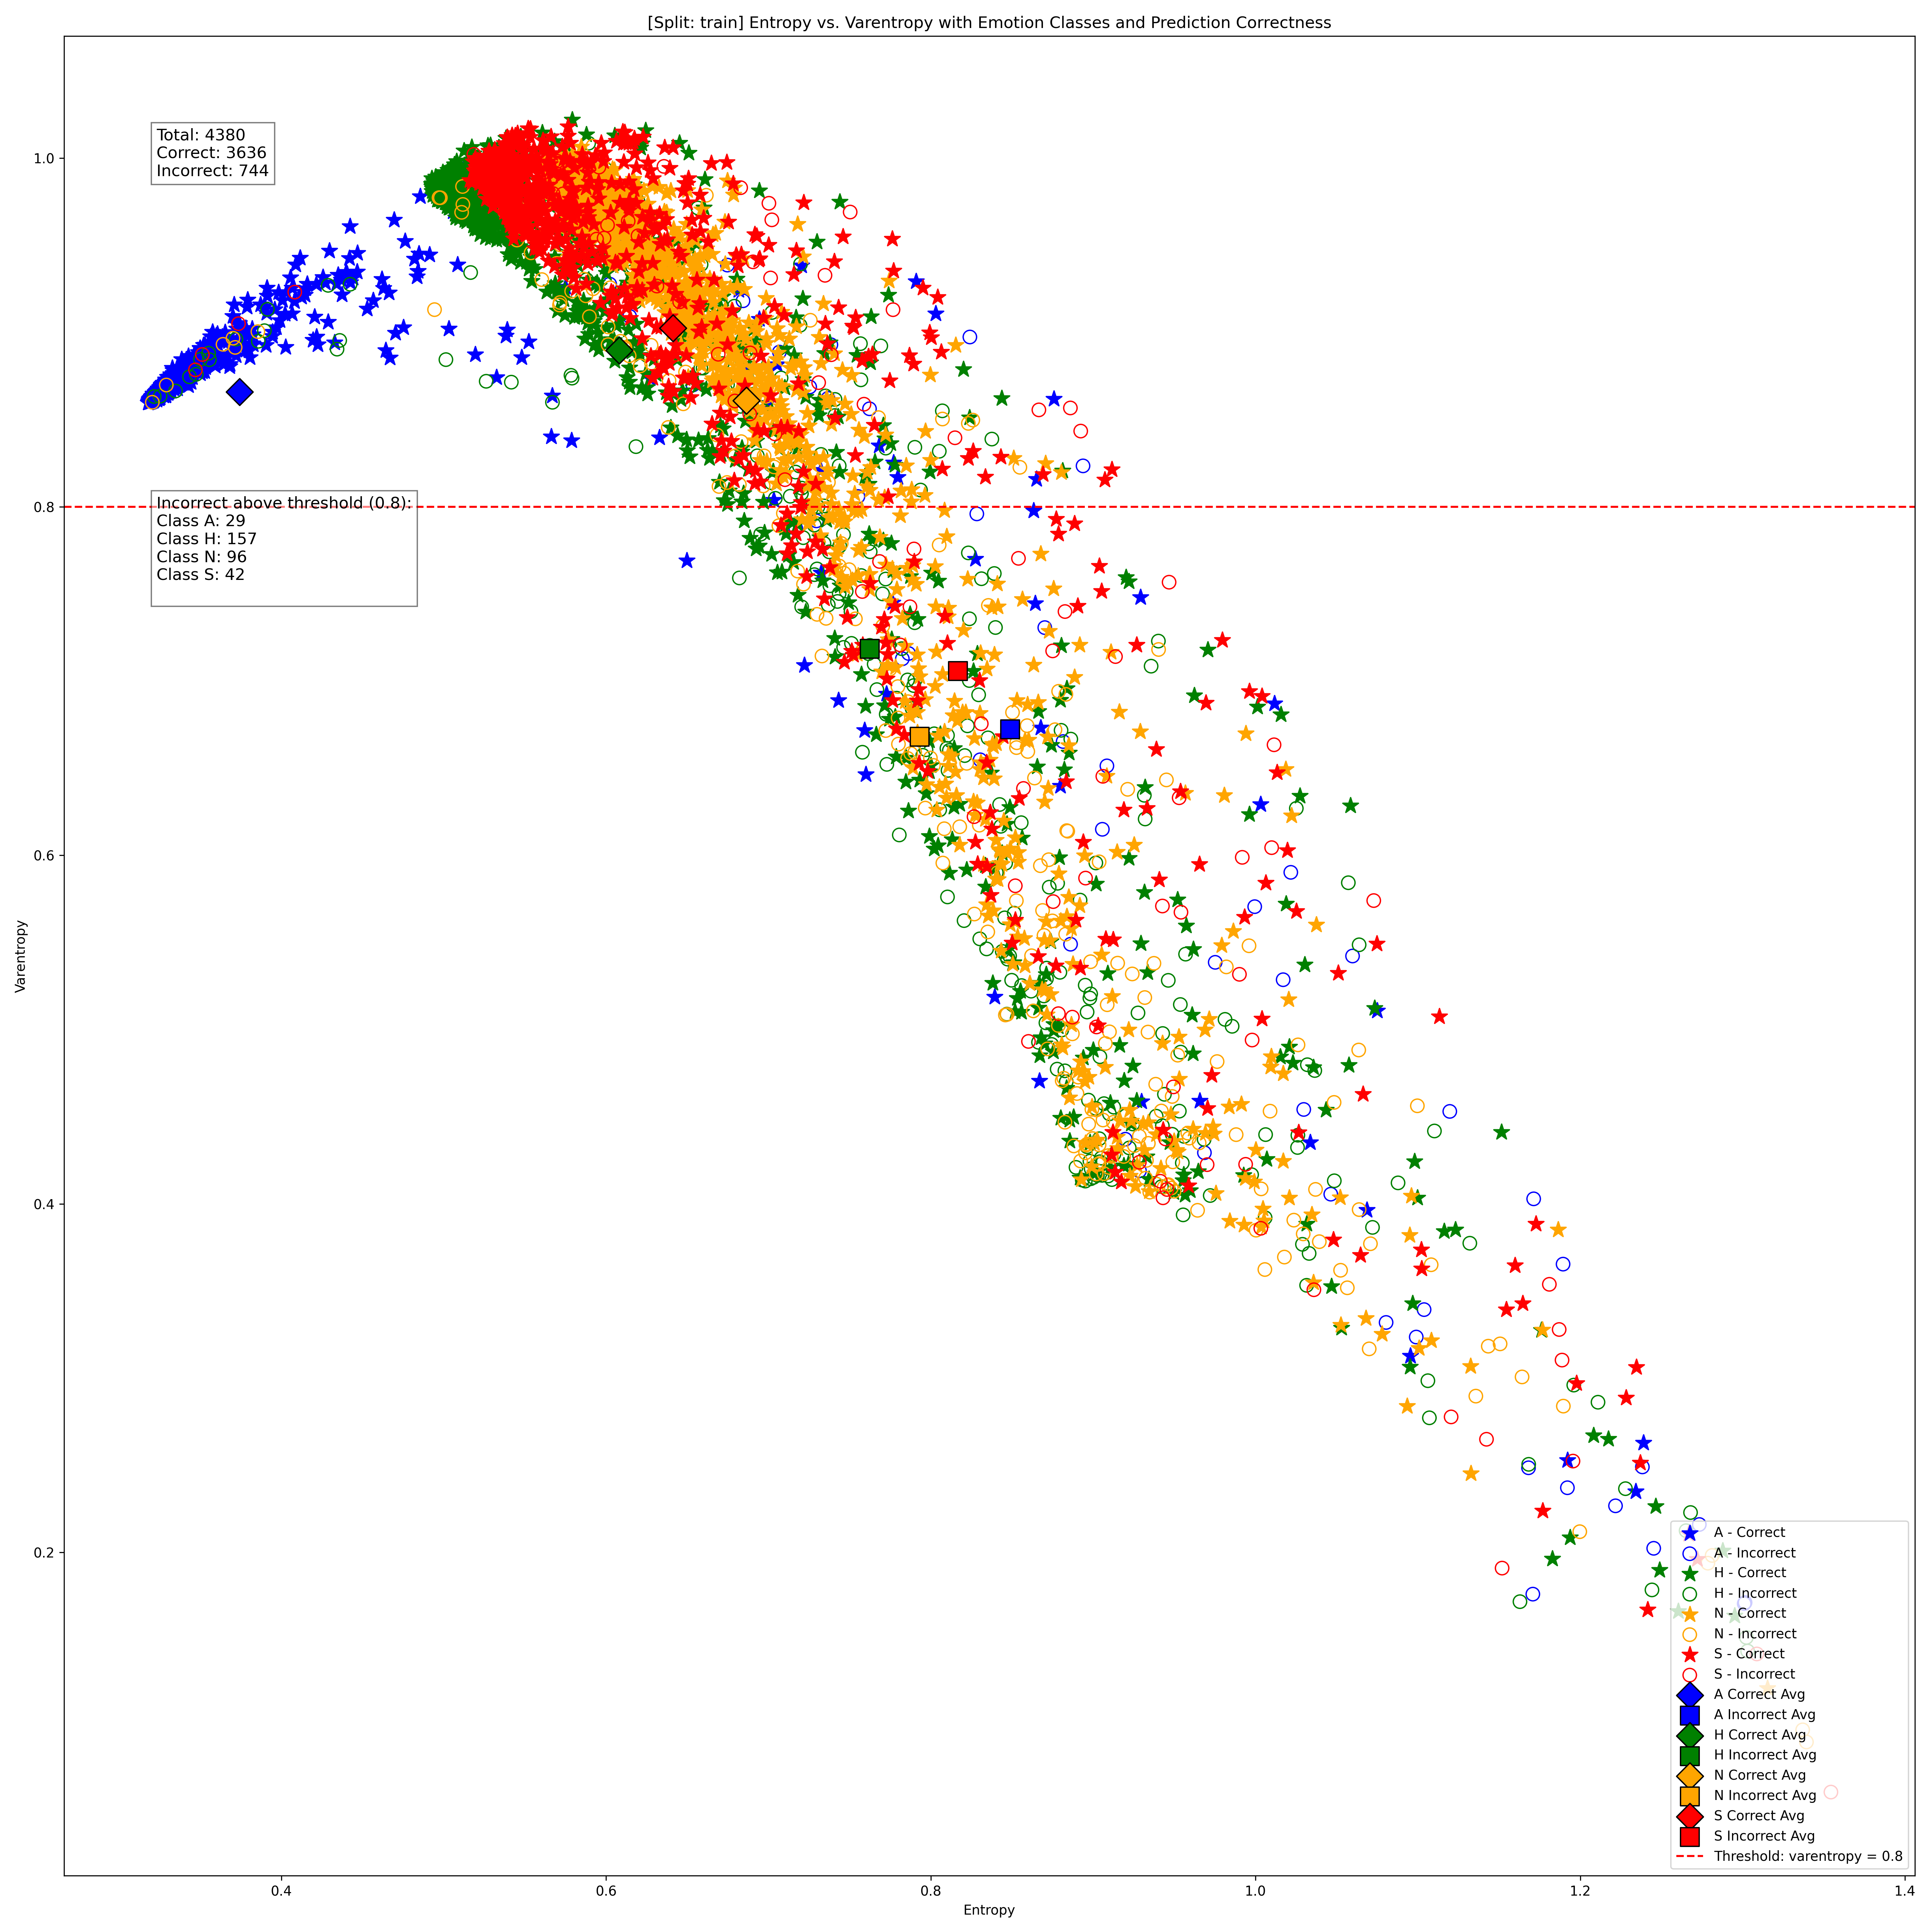 [Split: train] Entropy vs. Varentropy with Emotion Classes and Prediction Correctness
Total: 4380
Correct: 3636
Incorrect: 744
Incorrect above threshold (0.8):
Class A: 29
Class H: 157
Class N: 96
Class S: 42
Varentropy
1.0
0.8
0.6
0.4
0.2
A - Correct
A - Incorrect
H - Correct
H - Incorrect
N - Correct
N - Incorrect
S - Correct
S - Incorrect
A Correct Avg
A Incorrect Avg
H Correct Avg
H Incorrect Avg
N Correct Avg
N Incorrect Avg
S Correct Avg
S Incorrect Avg
Threshold: varentropy = 0.8
0.4 0.6 0.8 1.0 1.2 1.4
Entropy